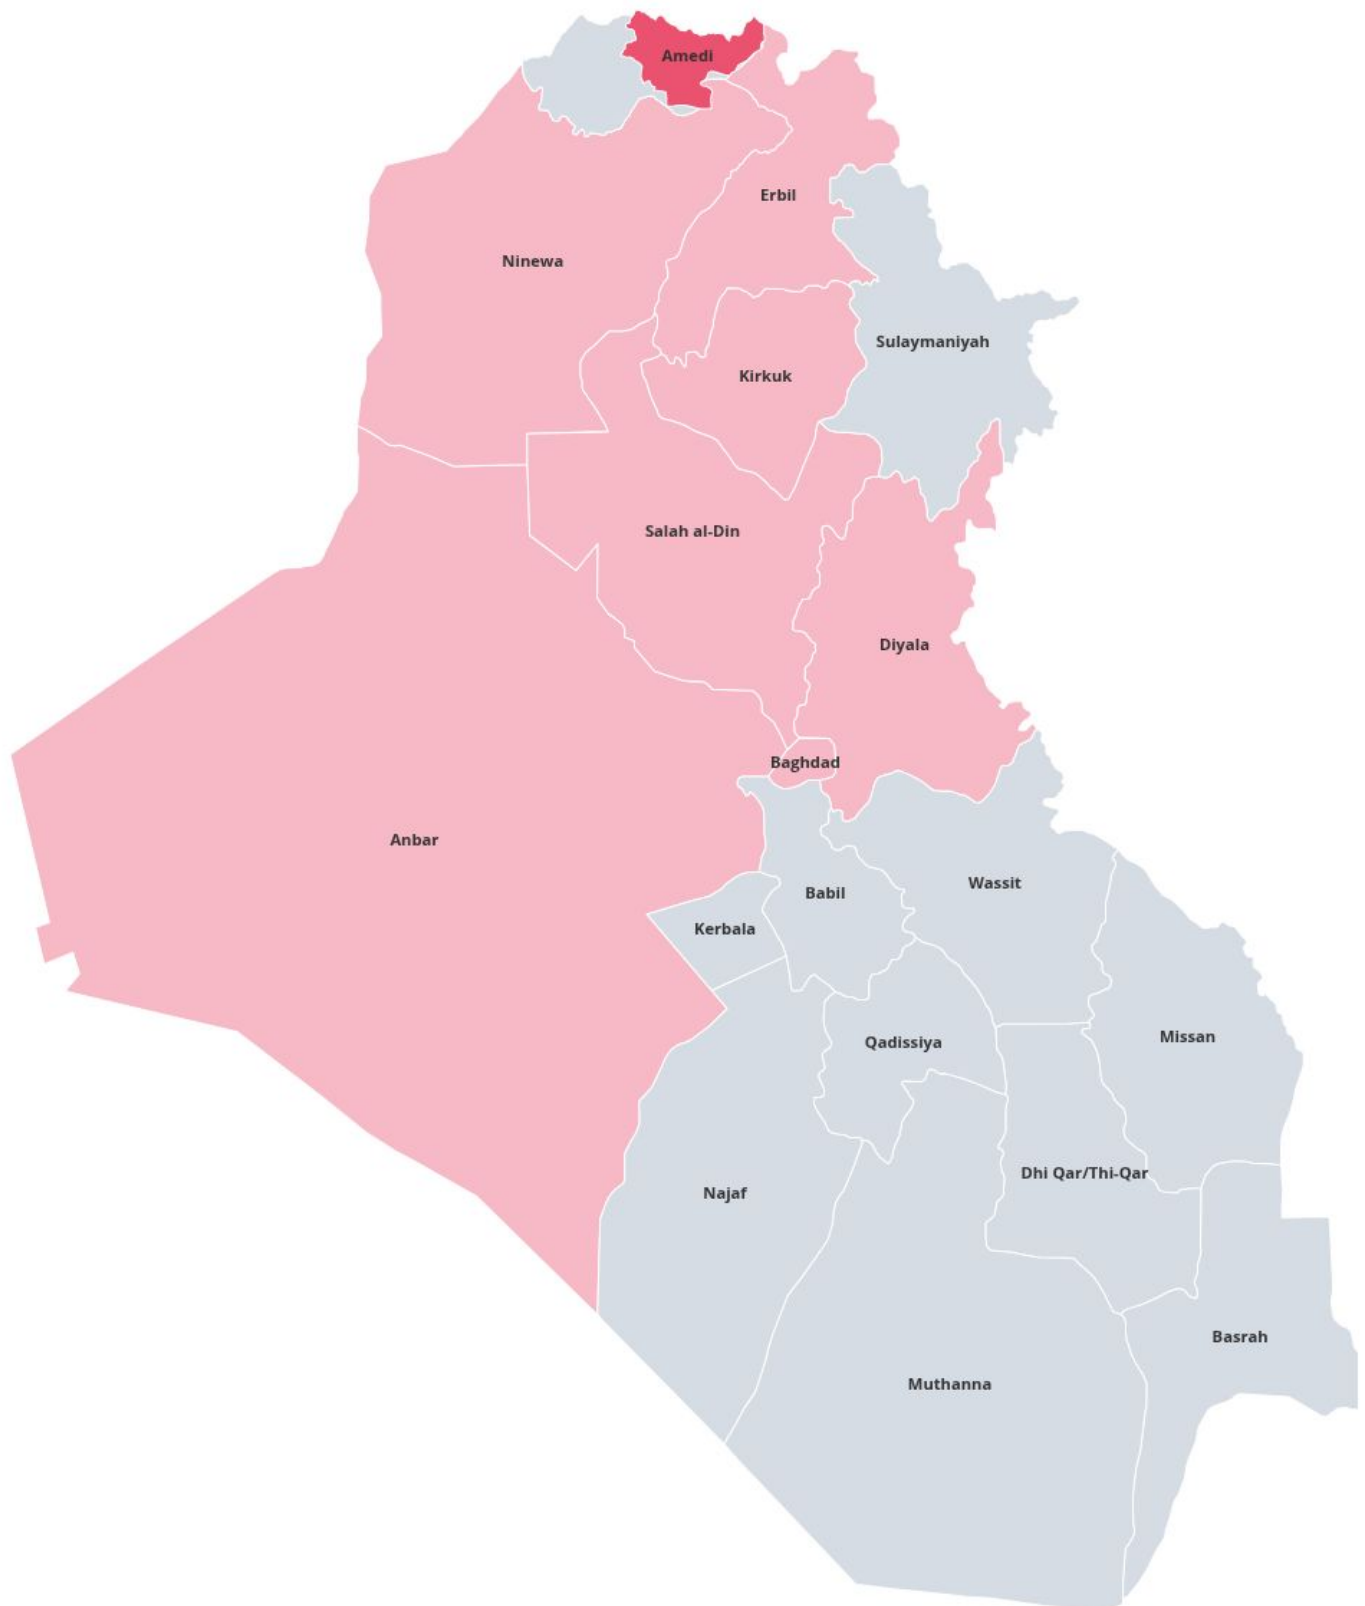 Amedi
Erbil
Ninewa
Sulaymaniyah
Kirkuk
Salah al-Din
Diyala
Baghdad
Anbar
Wassit
Babil
Kerbala
Missan
Qadissiya
Dhi Qar/Thi-Qar
Najaf
Basrah
Muthanna